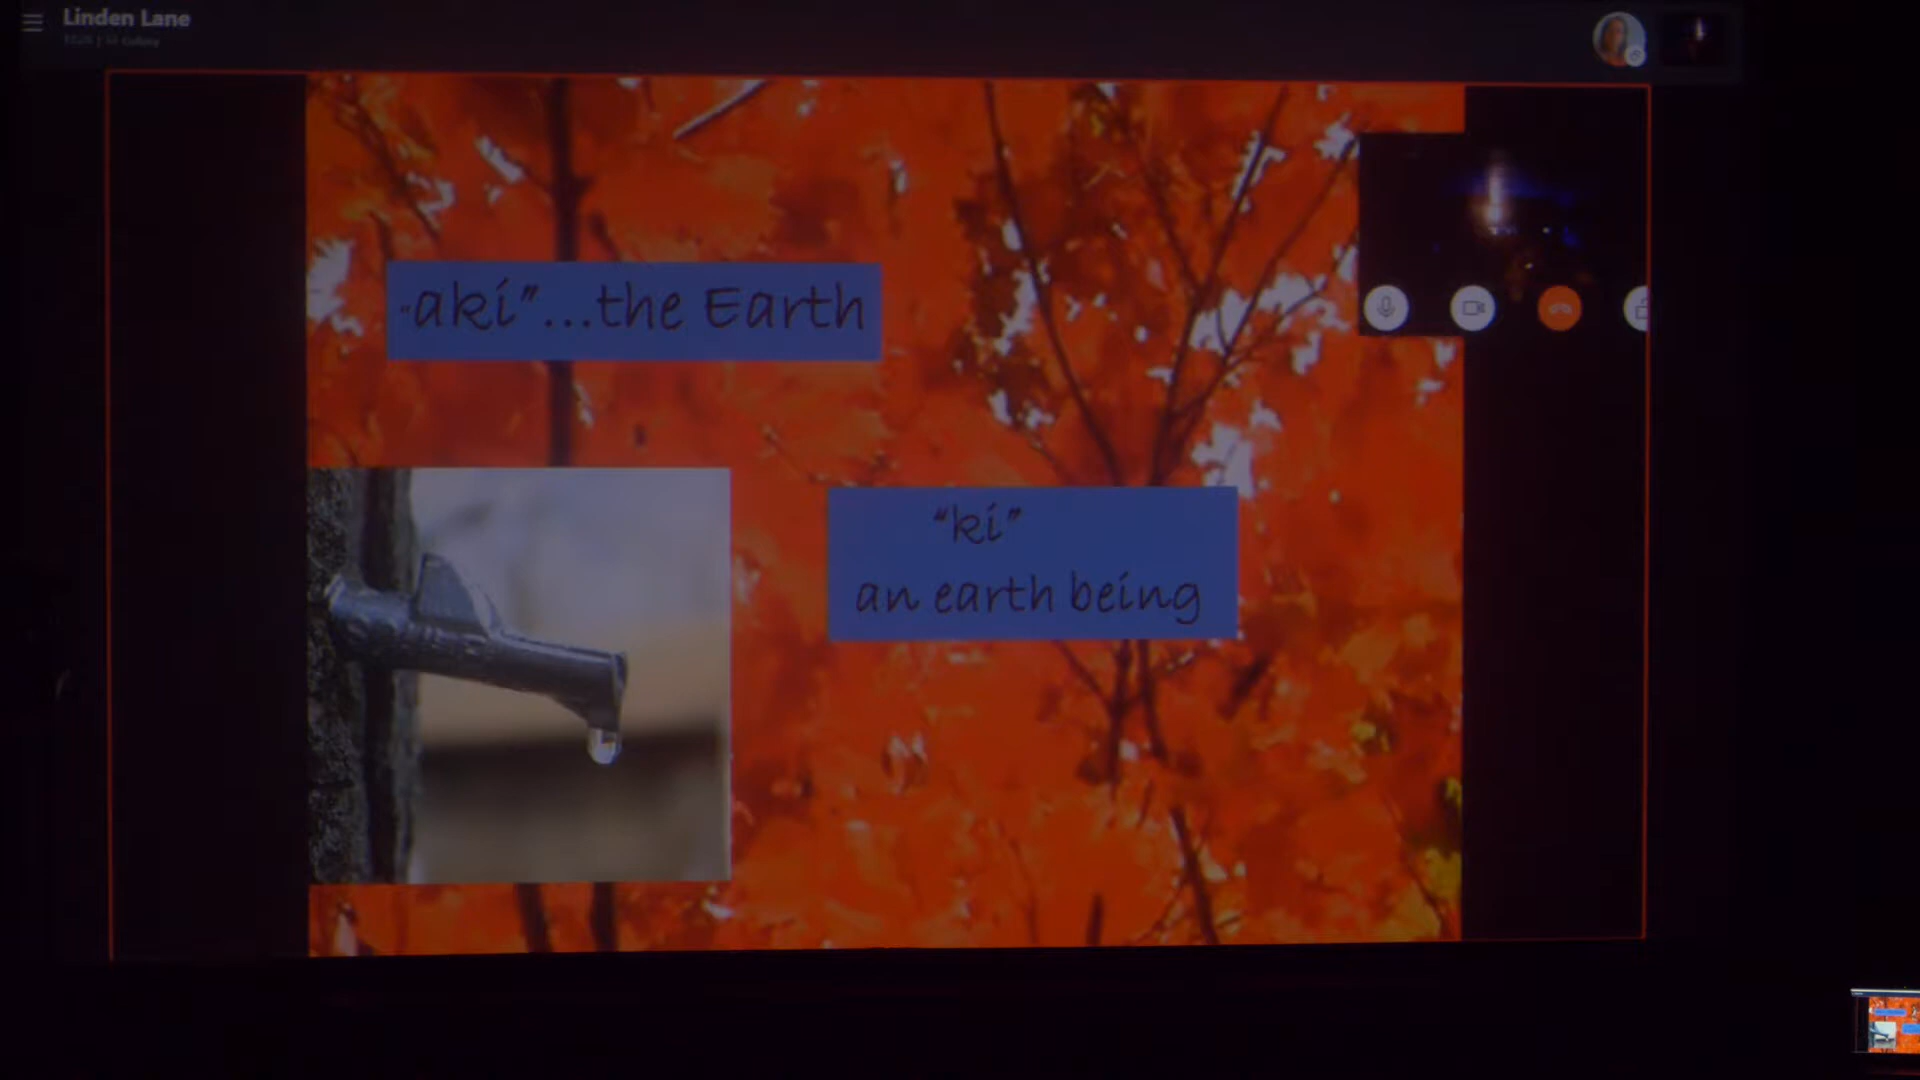 Linden Lane
"aki"...the Earth
"ki"
an earth being